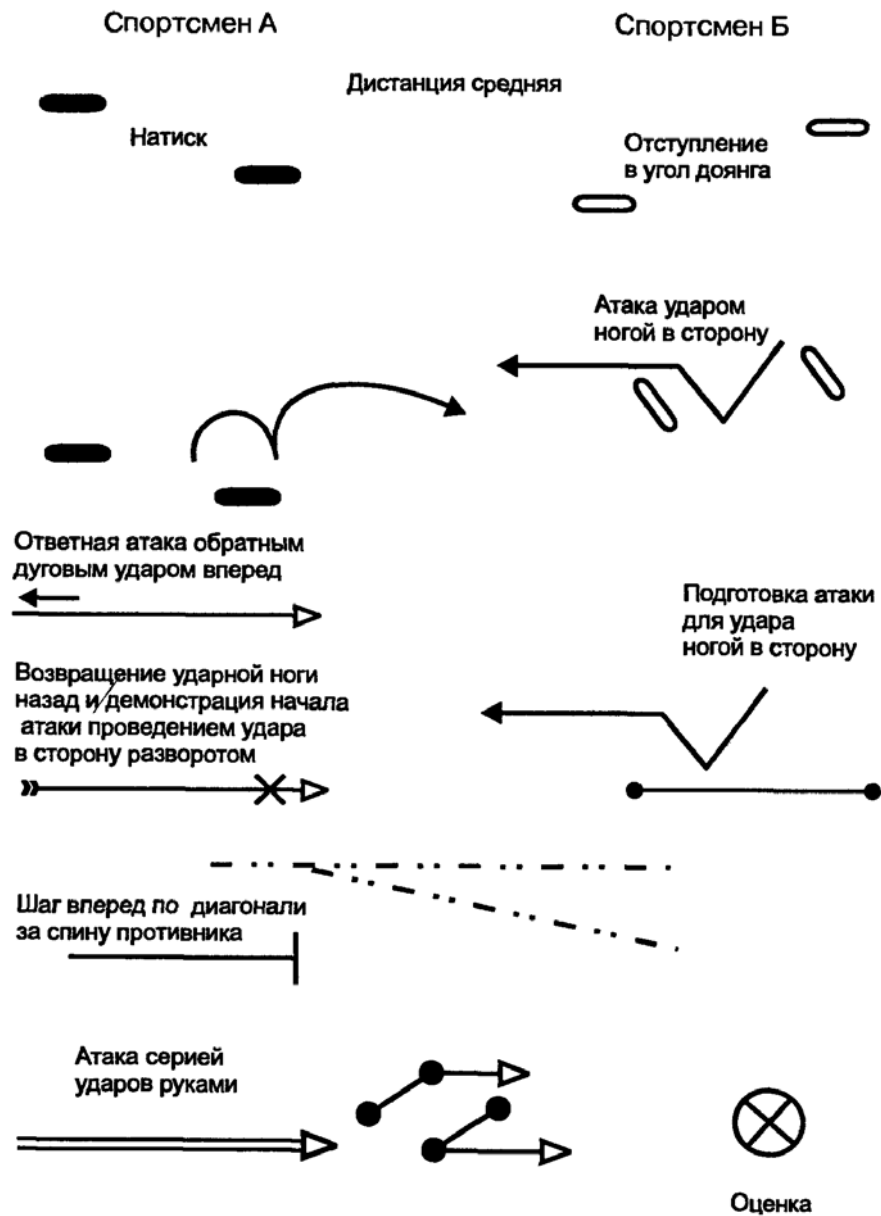 Спортсмен А
Спортсмен Б
Дистанция средняя
Натиск
Отступление
в угол доянга
Атака ударом
ногой в сторону
Ответная атака обратным
дуговым ударом вперед
Подготовка атаки
для удара
ногой в сторону
Возвращение ударной ноги
назад и демонстрация начала
атаки проведением удара
в сторону разворотом
Шаг вперед по диагонали
за спину противника
Атака серией
ударов руками
Оценка